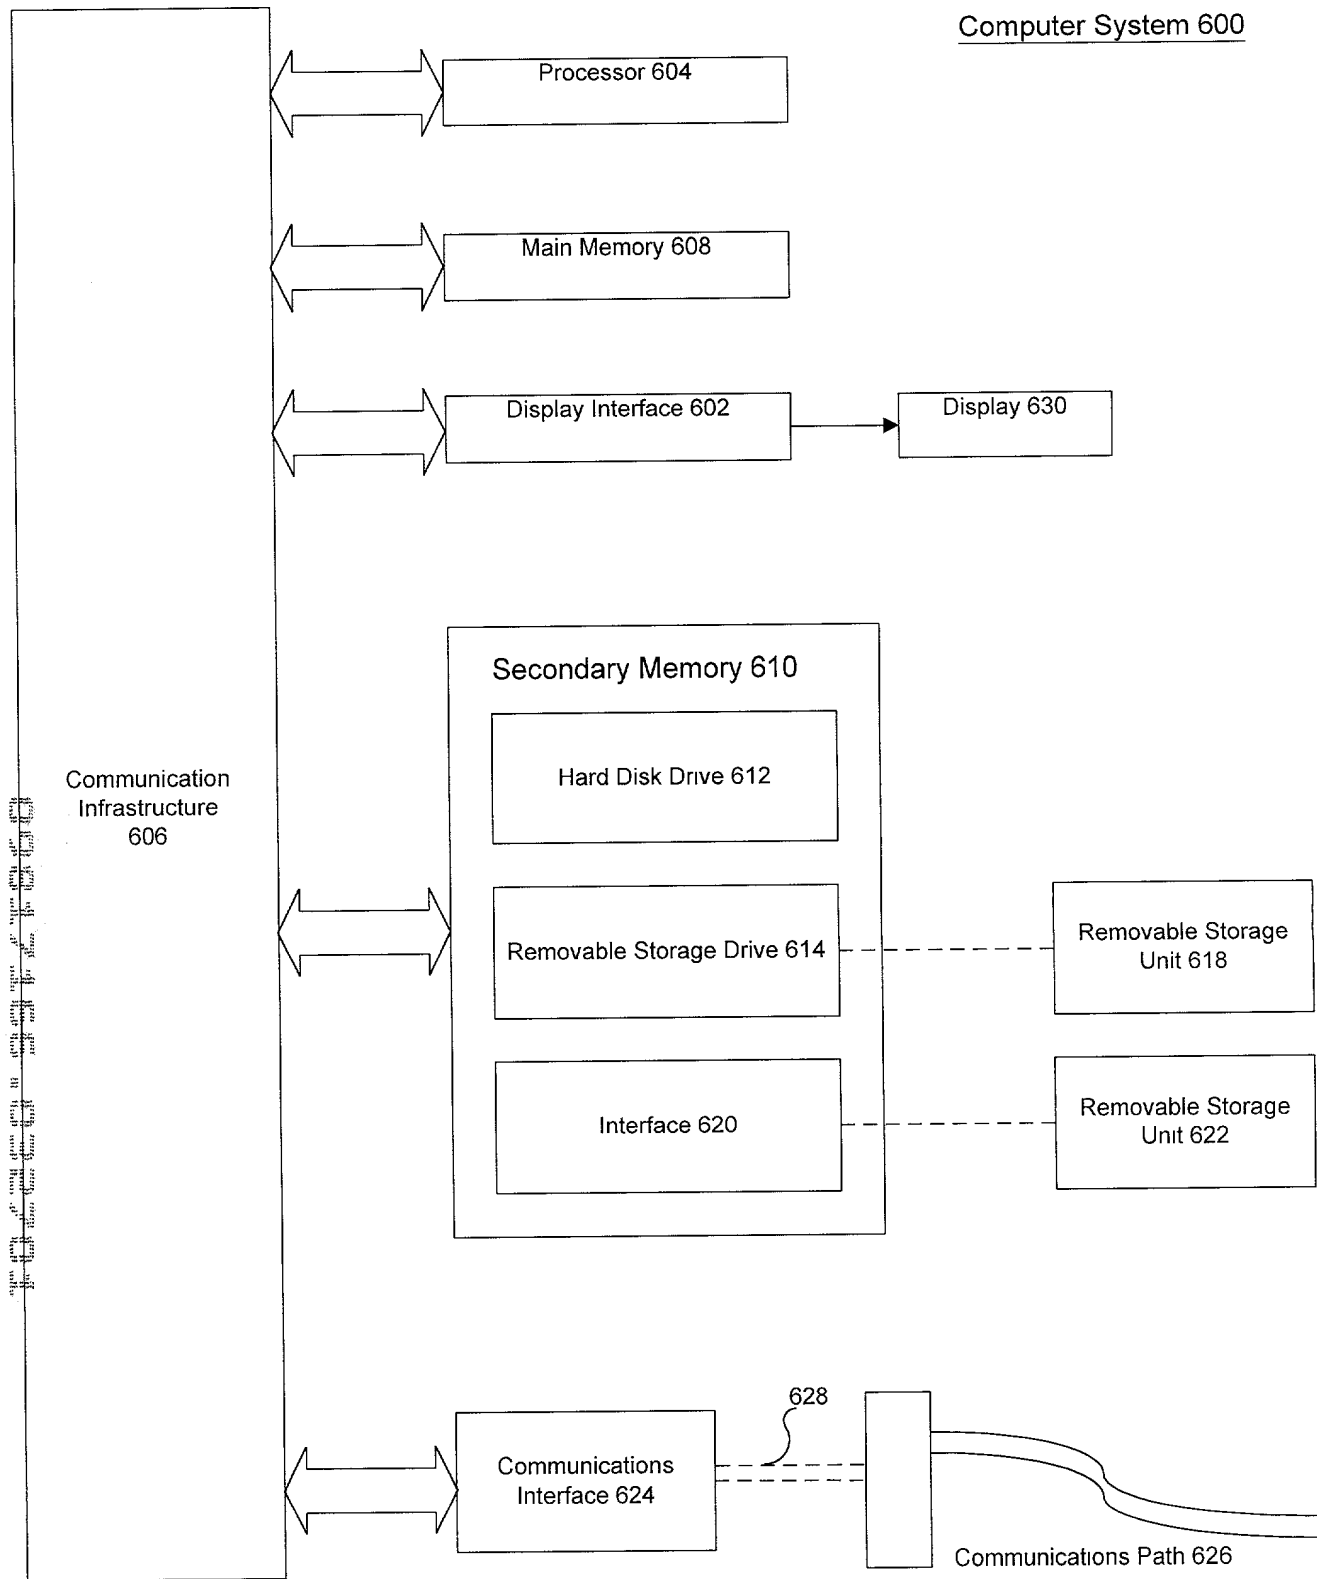 Computer System 600
Processor 604
Main Memory 608
Display Interface 602
Display 630
Secondary Memory 610
Hard Disk Drive 612
Communication
Infrastructure
606
Removable Storage Drive 614
Removable Storage
Unit 618
Interface 620
Removable Storage
Unit 622
628
Communications
Interface 624
Communications Path 626